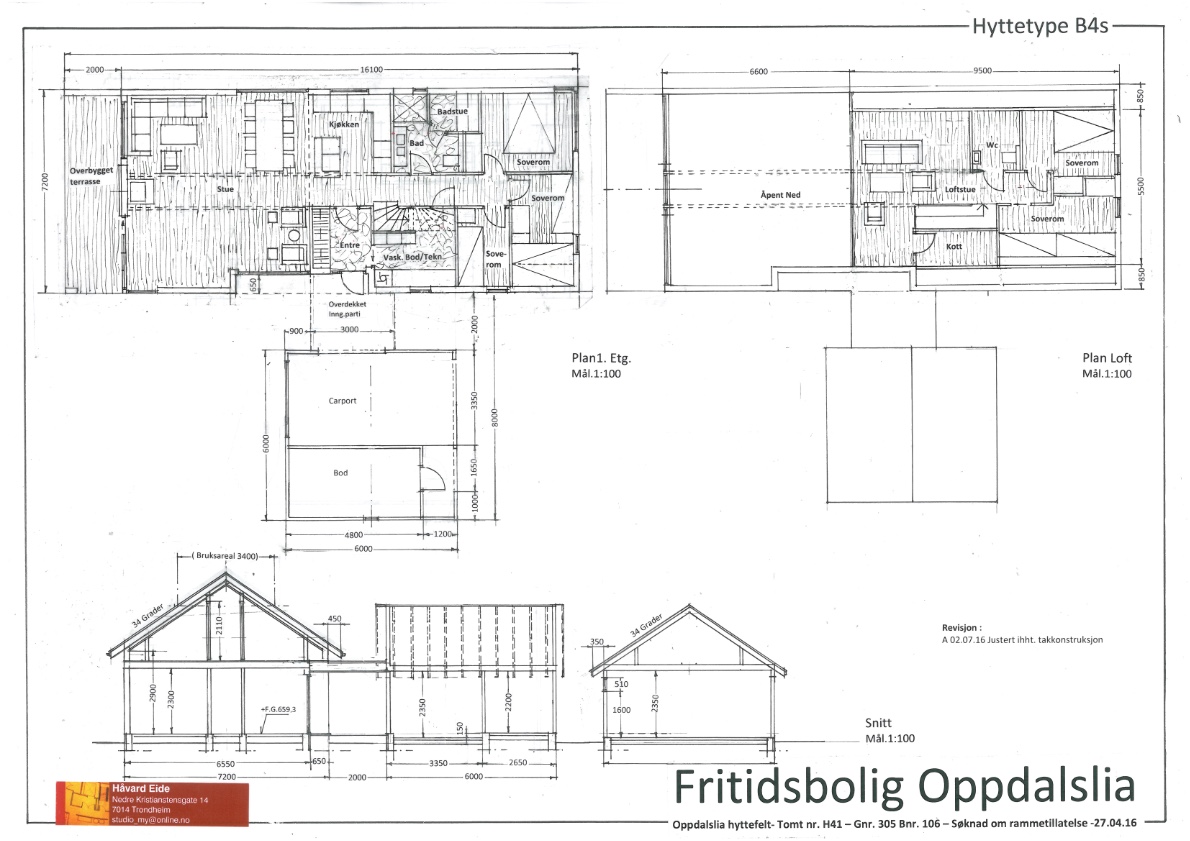 Hyttetype B4s
2000
16100
6600
9500
850
7200
5500
850
Overbygget
terrasse
Stue
Kjøkken
Bad
Badstue
Soverom
Soverom
Entre
Vask. Bod/Tekn.
Sove-
rom
650
Overdekket
Inng.parti
Åpent Ned
Wc
Loftstue
Soverom
Soverom
Kott
900
3000
2000
Plan1. Etg.
Mål.1:100
Plan Loft
Mål.1:100
Carport
Bod
6000
3350
8000
1650
1000
4800
1200
6000
( Bruksareal 3400)
34 Grader
2110
450
2900
2300
+F.G.659,3
2350
150
2200
6550
650
7200
2000
3350
2650
6000
34 Grader
350
510
1600
2350
Revisjon :
A 02.07.16 Justert ihht. takkonstruksjon
Snitt
Mål.1:100
Håvard Eide
Nedre Kristianstensgate 14
7014 Trondheim
studio_my@online.no
Fritidsbolig Oppdalslia
Oppdalslia hyttefelt- Tomt nr. H41 – Gnr. 305 Bnr. 106 – Søknad om rammetillatelse -27.04.16